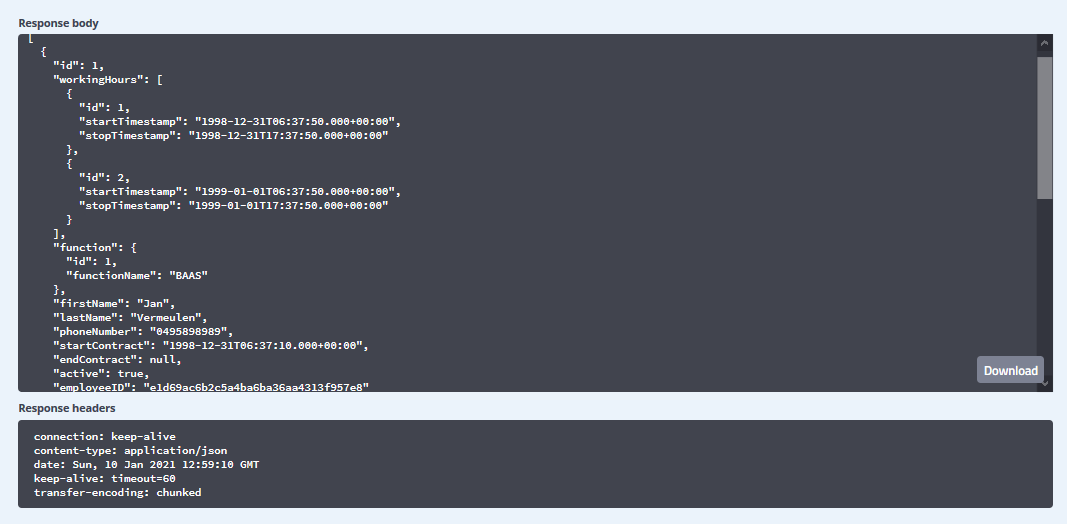 Response body
[
  {
    "id": 1,
    "workingHours": [
      {
        "id": 1,
        "startTimestamp": "1998-12-31T06:37:50.000+00:00",
        "stopTimestamp": "1998-12-31T17:37:50.000+00:00"
      },
      {
        "id": 2,
        "startTimestamp": "1999-01-01T06:37:50.000+00:00",
        "stopTimestamp": "1999-01-01T17:37:50.000+00:00"
      }
    ],
    "function": {
      "id": 1,
      "functionName": "BAAS"
    },
    "firstName": "Jan",
    "lastName": "Vermeulen",
    "phoneNumber": "0495898989",
    "startContract": "1998-12-31T06:37:10.000+00:00",
    "endContract": null,
    "active": true,
    "employeeID": "e1d69ac6b2c5a4ba6ba36aa4313f957e8"
Download
Response headers
connection: keep-alive
content-type: application/json
date: Sun, 10 Jan 2021 12:59:10 GMT
keep-alive: timeout=60
transfer-encoding: chunked